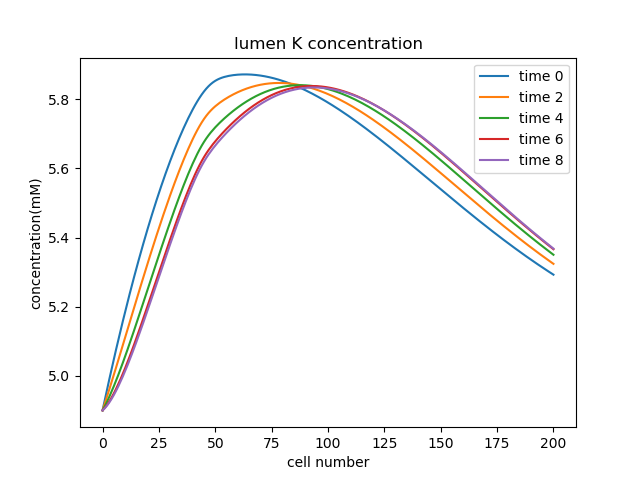 lumen K concentration
time 0
time 2
time 4
time 6
time 8
concentration(mM)
5.8
5.6
5.4
5.2
5.0
0 25 50 75 100 125 150 175 200
cell number